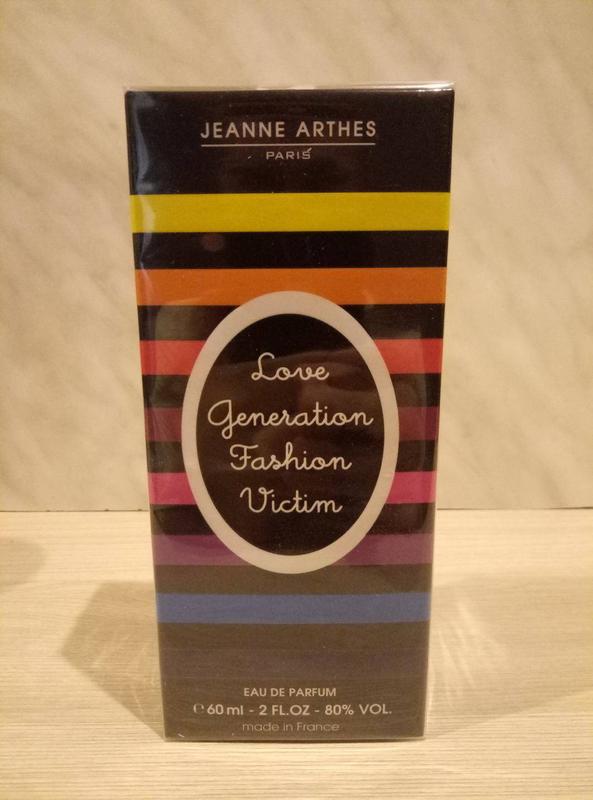 JEANNE ARTHES
PARIS
Love
Generation
Fashion
Victim
EAU DE PARFUM
℮ 60 ml - 2 FL.OZ - 80% VOL.
made in France